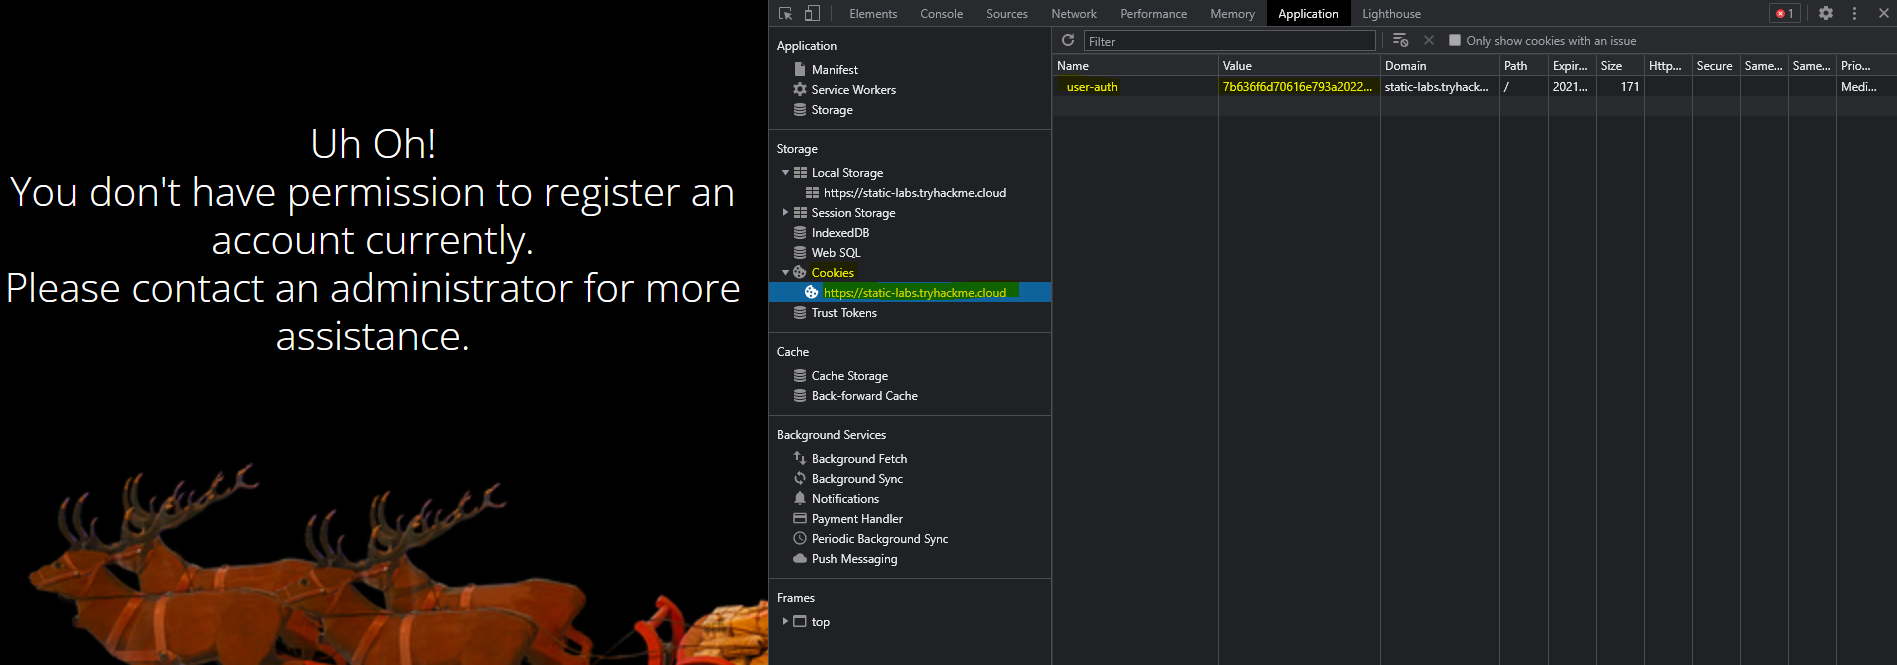 Uh Oh!
You don't have permission to register an
account currently.
Please contact an administrator for more
assistance.
Elements Console Sources Network Performance Memory Application Lighthouse 1
Application
Manifest
Service Workers
Storage
Storage
Local Storage
https://static-labs.tryhackme.cloud
Session Storage
IndexedDB
Web SQL
Cookies
https://static-labs.tryhackme.cloud
Trust Tokens
Cache
Cache Storage
Back-forward Cache
Background Services
Background Fetch
Background Sync
Notifications
Payment Handler
Periodic Background Sync
Push Messaging
Frames
top
Filter Only show cookies with an issue
Name Value Domain Path Expir... Size Http... Secure Same... Same... Prio...
user-auth 7b636f6d70616e793a2022... static-labs.tryhack... / 2021... 171 Medi...